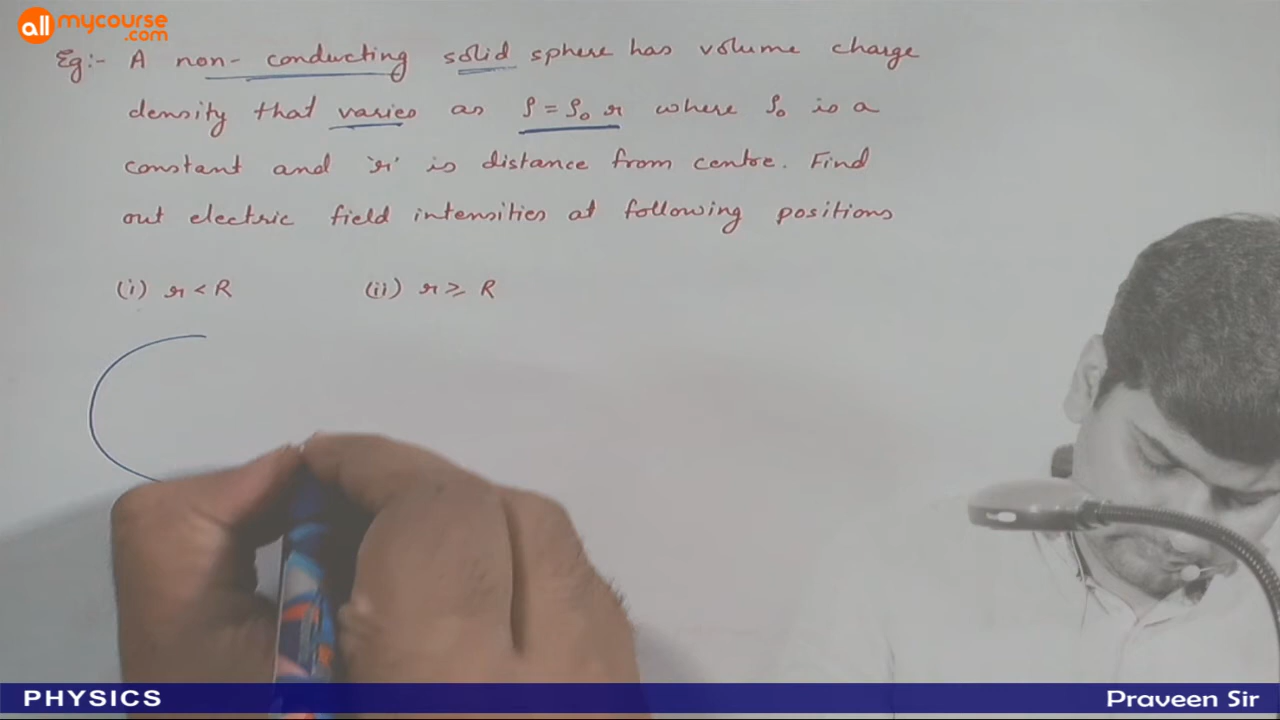 all mycourse
.com
Eg:- A non-conducting solid sphere has volume charge
density that varies as ρ = ρ₀ r where ρ₀ is a
constant and 'r' is distance from centre. Find
out electric field intensities at following positions
(i) r < R (ii) r ⩾ R
PHYSICS Praveen Sir